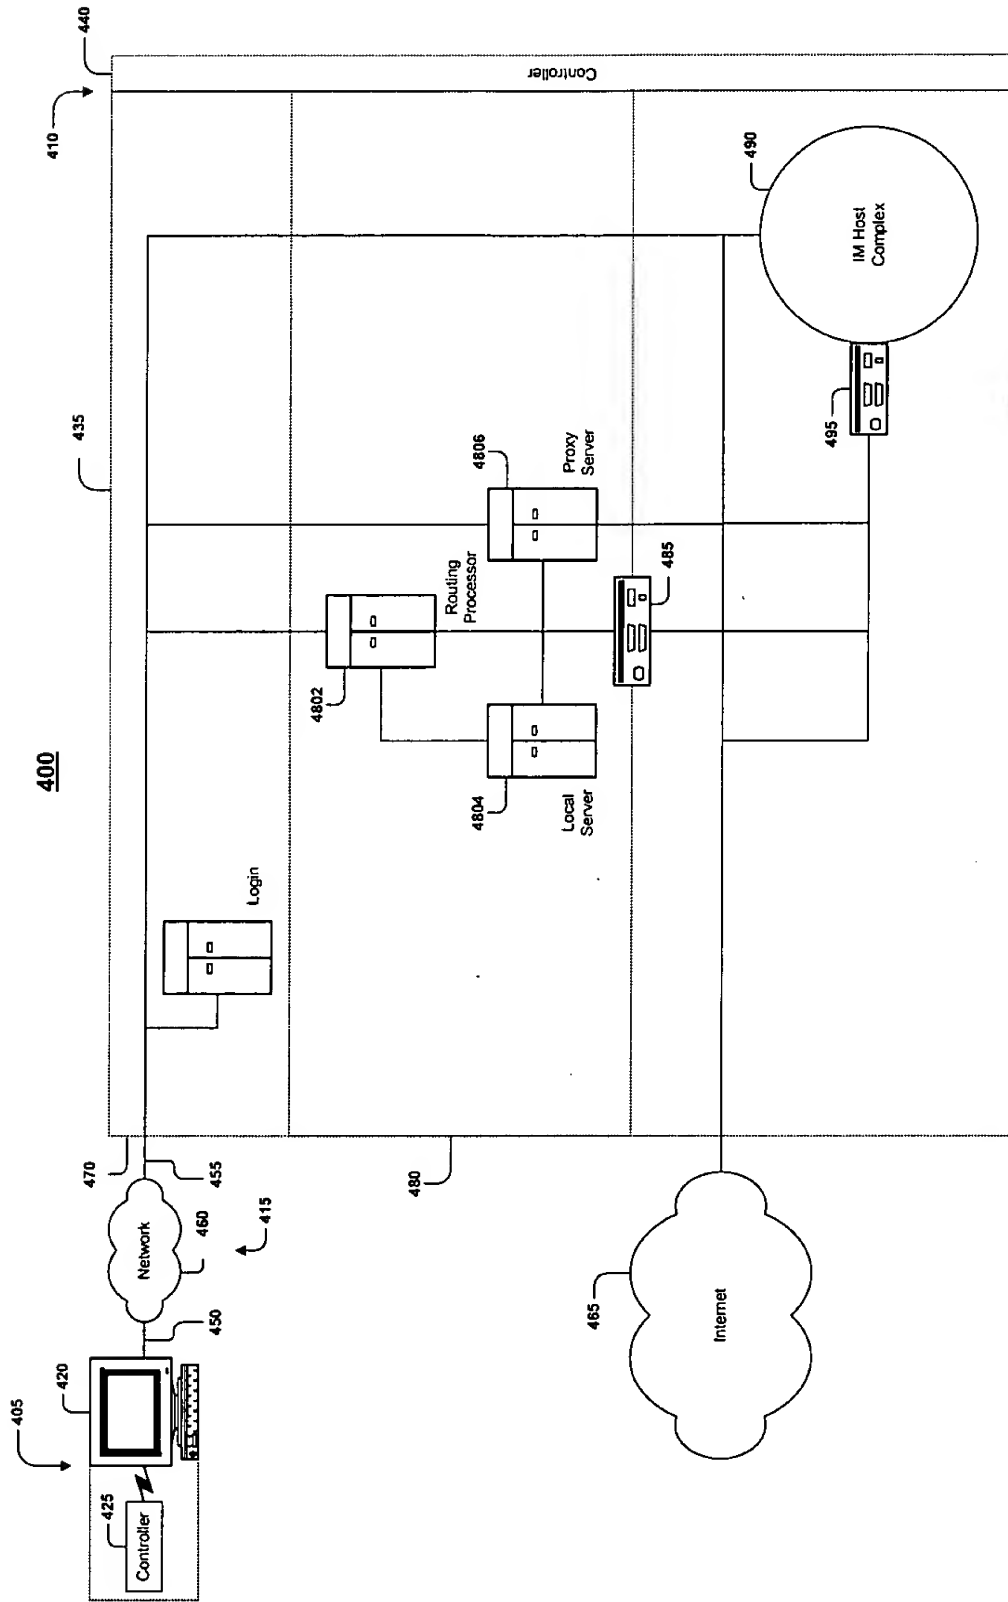 400
405
420
425
Controller
450
Network
460
415
455
470
Login
435
410
440
Controller
480
4802
Routing
Processor
4804
Local
Server
4806
Proxy
Server
485
490
IM Host
Complex
495
465
Internet